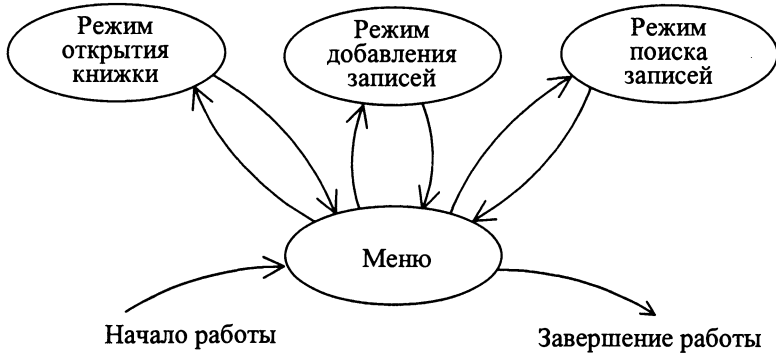 Режим
открытия
книжки
Режим
добавления
записей
Режим
поиска
записей
Меню
Начало работы
Завершение работы